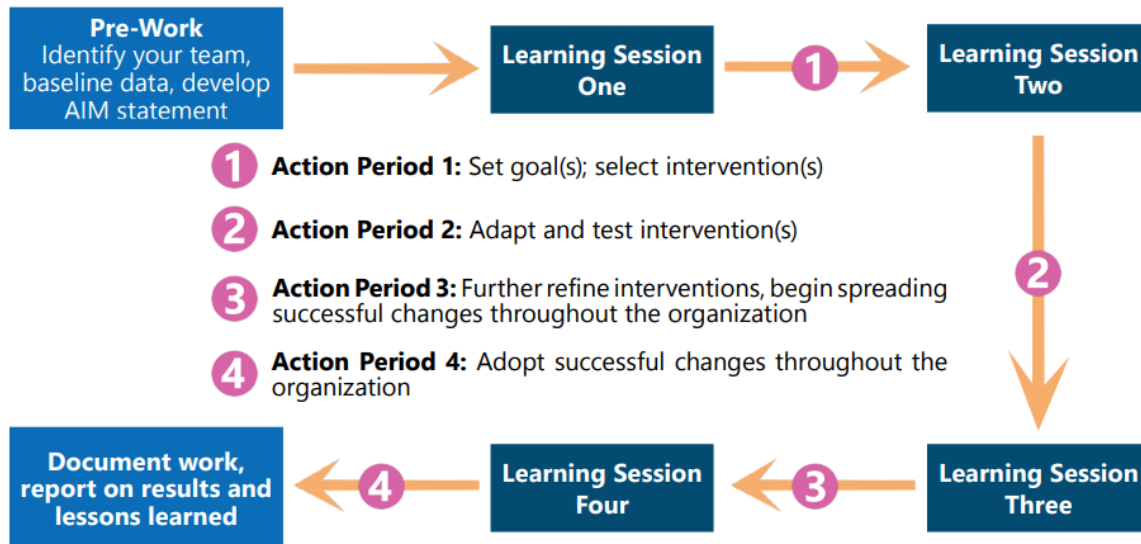 Pre-Work
Identify your team,
baseline data, develop
AIM statement
Learning Session
One
1
Learning Session
Two
1 Action Period 1: Set goal(s); select intervention(s)
2 Action Period 2: Adapt and test intervention(s)
3 Action Period 3: Further refine interventions, begin spreading
successful changes throughout the organization
4 Action Period 4: Adopt successful changes throughout the
organization
2
Document work,
report on results and
lessons learned
4
Learning Session
Four
3
Learning Session
Three